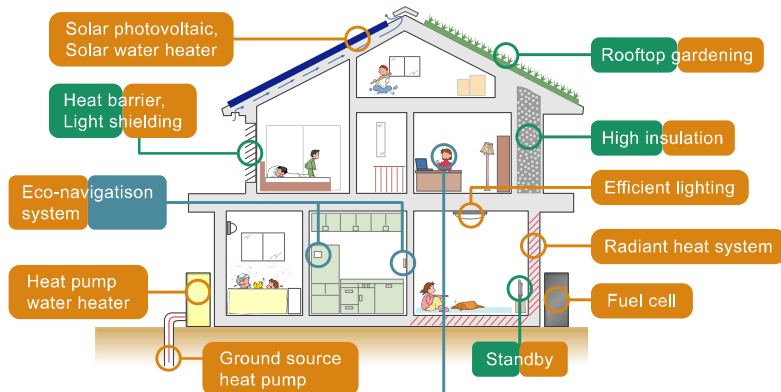 Solar photovoltaic,
Solar water heater
Rooftop gardening
Heat barrier,
Light shielding
High insulation
Eco-navigatison
system
Efficient lighting
Radiant heat system
Heat pump
water heater
Fuel cell
Ground source
heat pump
Standby